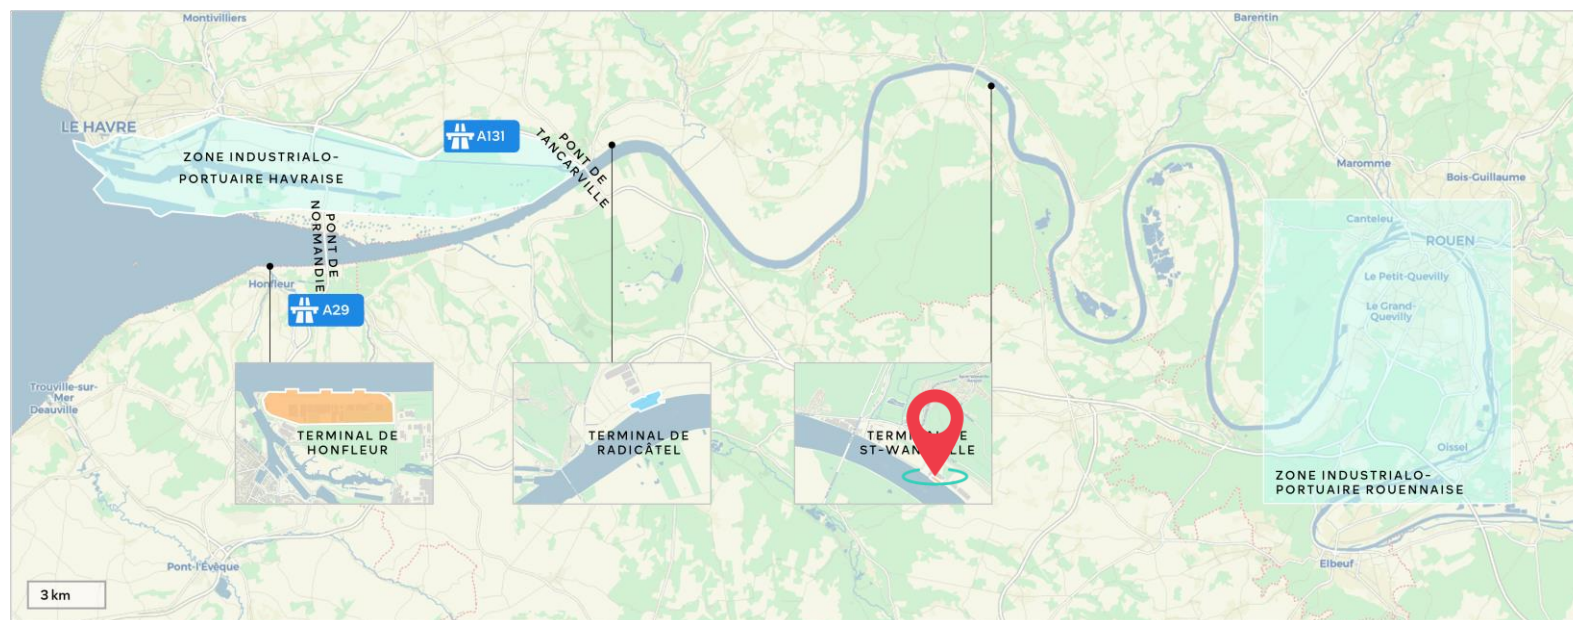 Montivilliers
Barentin
LE HAVRE
A131
PONT DE
TANCARVILLE
ZONE INDUSTRIALO-
PORTUAIRE HAVRAISE
Maromme
Bois-Guillaume
PONT DE
NORMANDIE
Canteleu
ROUEN
Honfleur
A29
Le Petit-Quevilly
Le Grand-
Quevilly
Trouville-sur-
Mer
Deauville
TERMINAL DE
HONFLEUR
TERMINAL DE
RADICÂTEL
Oissel
ZONE INDUSTRIALO-
PORTUAIRE ROUENNAISE
Pont-l'Évêque
Elbeuf
3 km